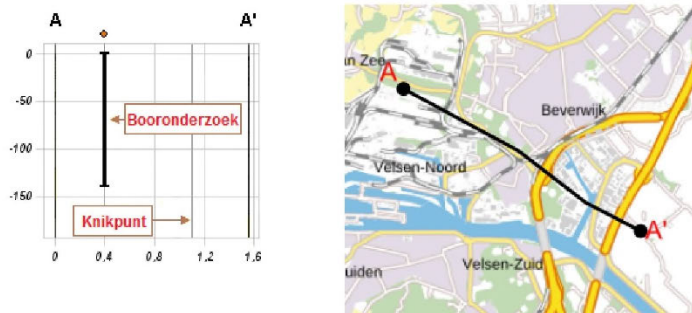 A A'
0
-50
Booronderzoek
-100
-150
Knikpunt
0 0.4 0.8 1.2 1.6
an Zee
A
Beverwijk
Velsen-Noord
A'
Velsen-Zuid
uiden